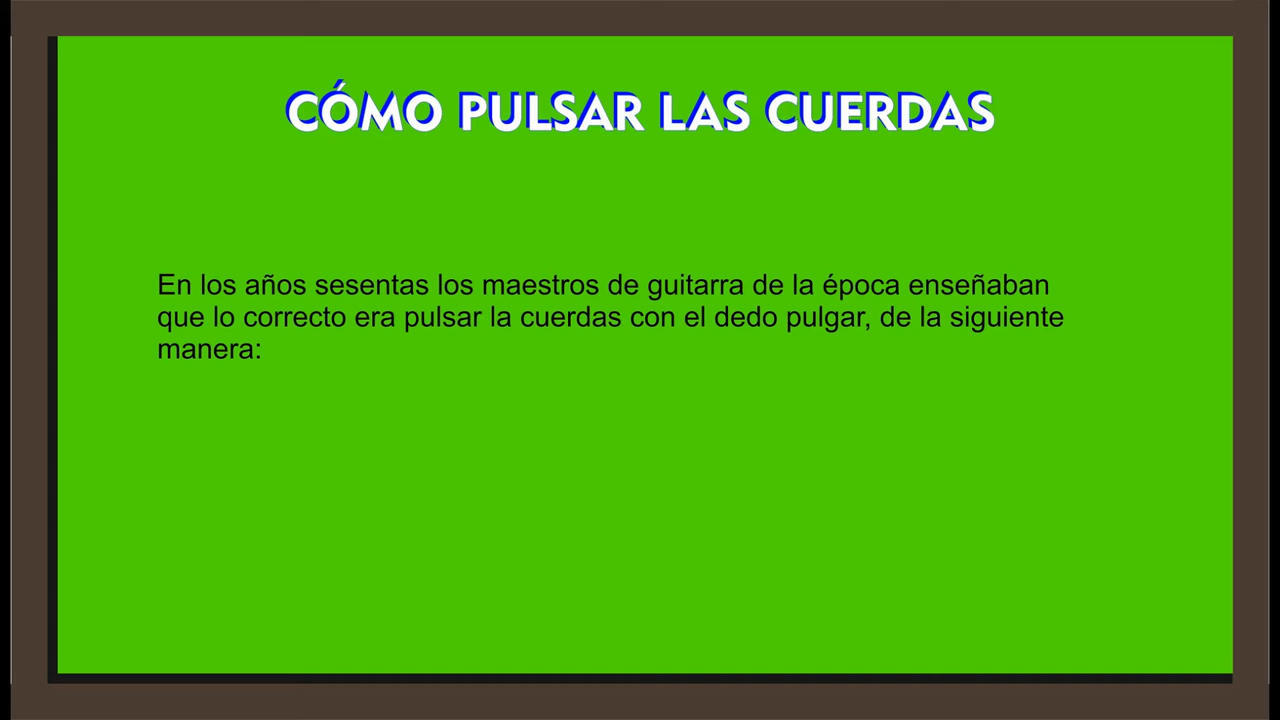 CÓMO PULSAR LAS CUERDAS
En los años sesentas los maestros de guitarra de la época enseñaban
que lo correcto era pulsar la cuerdas con el dedo pulgar, de la siguiente
manera: